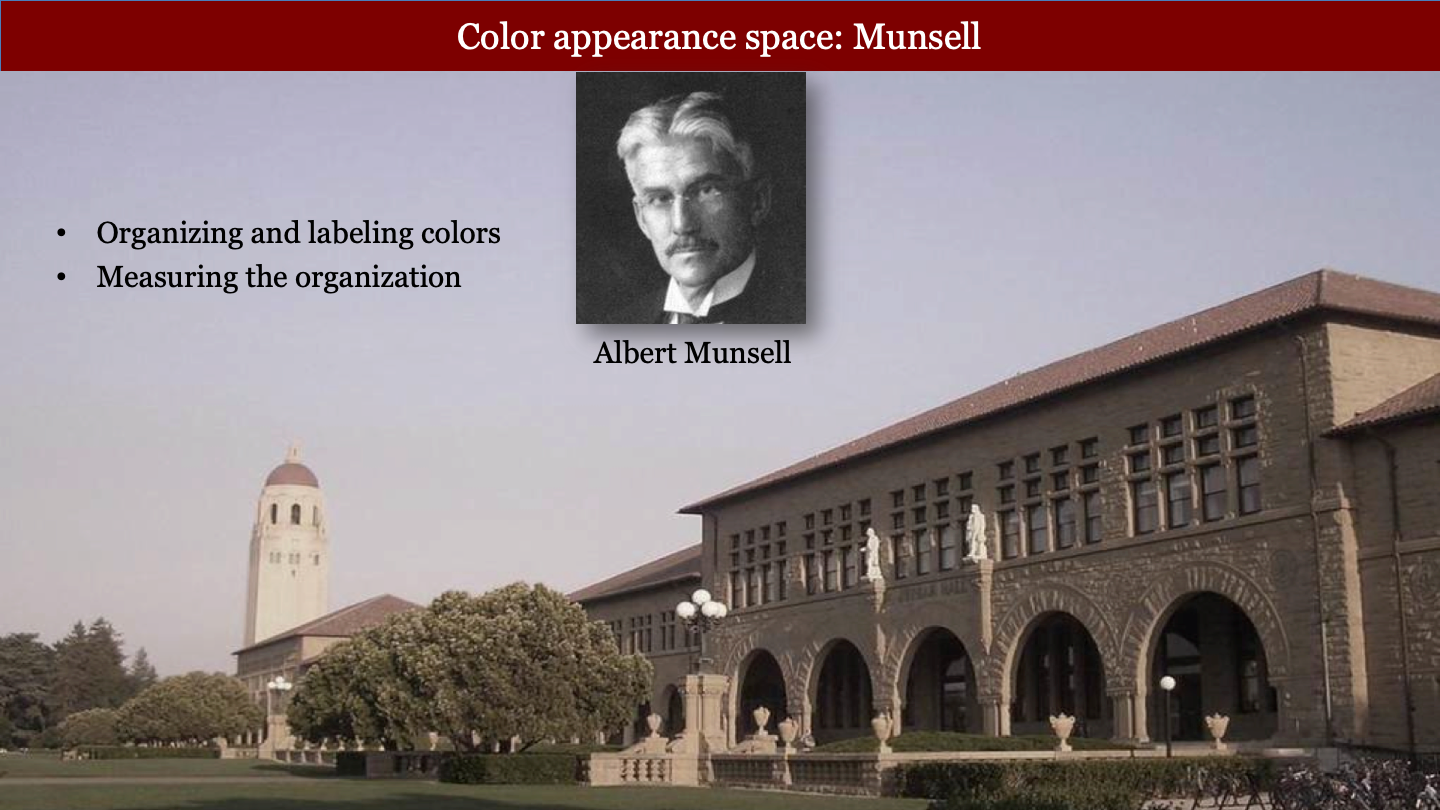 Color appearance space: Munsell
• Organizing and labeling colors
• Measuring the organization
Albert Munsell